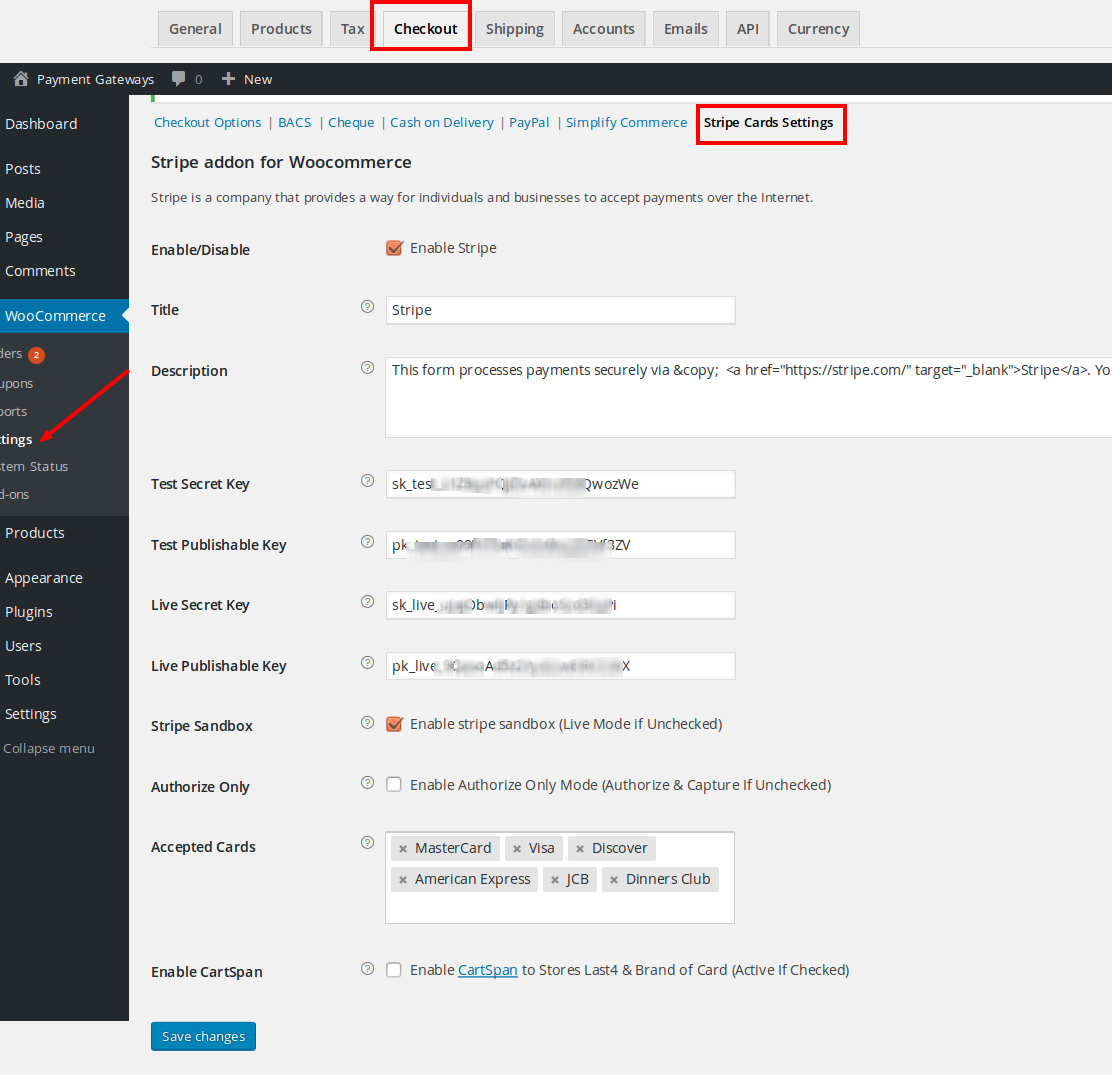 General Products Tax Checkout Shipping Accounts Emails API Currency
Payment Gateways 0 New
Checkout Options | BACS | Cheque | Cash on Delivery | PayPal | Simplify Commerce Stripe Cards Settings
Dashboard
Posts
Media
Pages
Comments
WooCommerce
ders 2
upons
ports
ttings
stem Status
d-ons
Products
Appearance
Plugins
Users
Tools
Settings
Collapse menu
Stripe addon for Woocommerce
Stripe is a company that provides a way for individuals and businesses to accept payments over the Internet.
Enable/Disable Enable Stripe
Title ? Stripe
Description ? This form processes payments securely via &copy; <a href="https://stripe.com/" target="_blank">Stripe</a>. Yo
Test Secret Key ? sk_test QwozWe
Test Publishable Key ? pk_ 3ZV
Live Secret Key ? sk_live_
Live Publishable Key ? pk_live X
Stripe Sandbox ? Enable stripe sandbox (Live Mode if Unchecked)
Authorize Only ? Enable Authorize Only Mode (Authorize & Capture If Unchecked)
Accepted Cards ? × MasterCard × Visa × Discover
× American Express × JCB × Dinners Club
Enable CartSpan ? Enable CartSpan to Stores Last4 & Brand of Card (Active If Checked)
Save changes